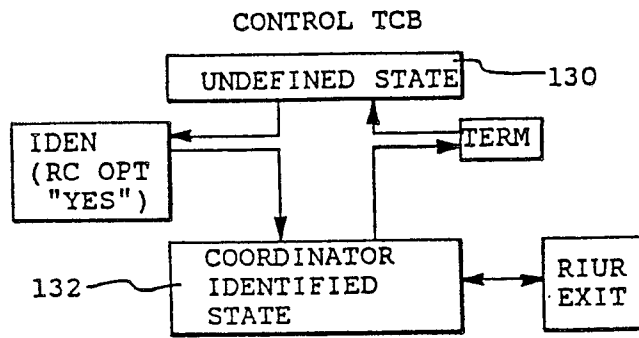 CONTROL TCB
UNDEFINED STATE
130
IDEN
(RC OPT
"YES")
TERM
132
COORDINATOR
IDENTIFIED
STATE
RIUR
EXIT